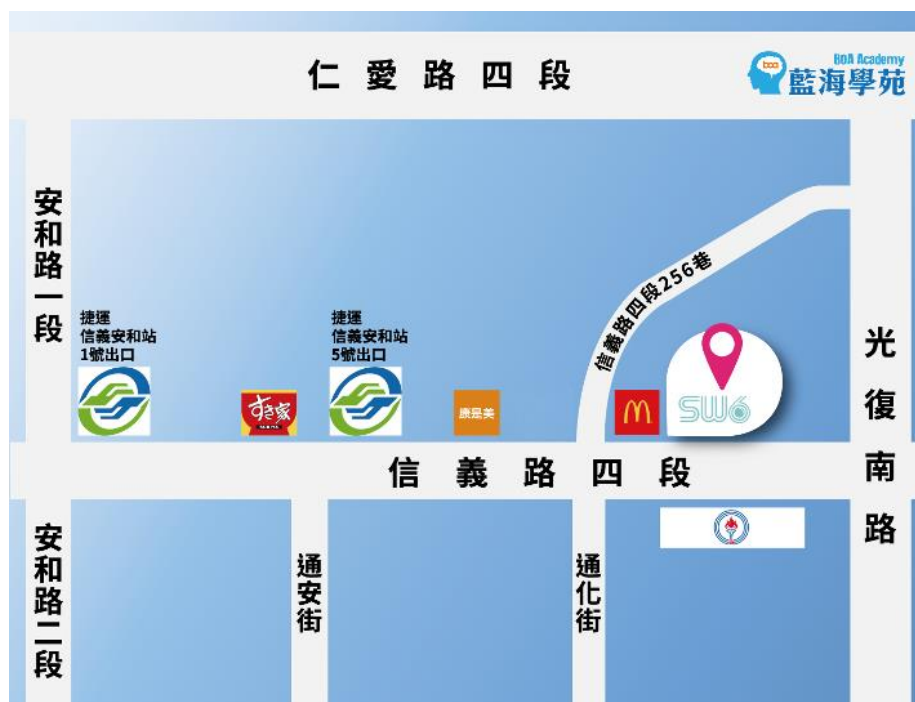 仁愛路四段
boa
BOA Academy
藍海學苑
安和路一段
信義路四段256巷
捷運
信義安和站
1號出口
捷運
信義安和站
5號出口
光復南路
すき家
SUKIYA
康是美
SW6
信義路四段
安和路二段
通安街
通化街